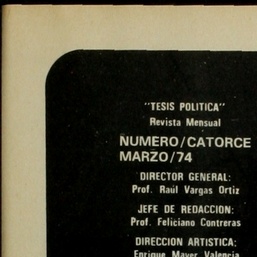 "TESIS POLITICA"
Revista Mensual
NUMERO/CATORCE
MARZO/74
DIRECTOR GENERAL:
Prof. Raúl Vargas Ortiz
JEFE DE REDACCION:
Prof. Feliciano Contreras
DIRECCION ARTISTICA:
Enrique Mayer Valencia